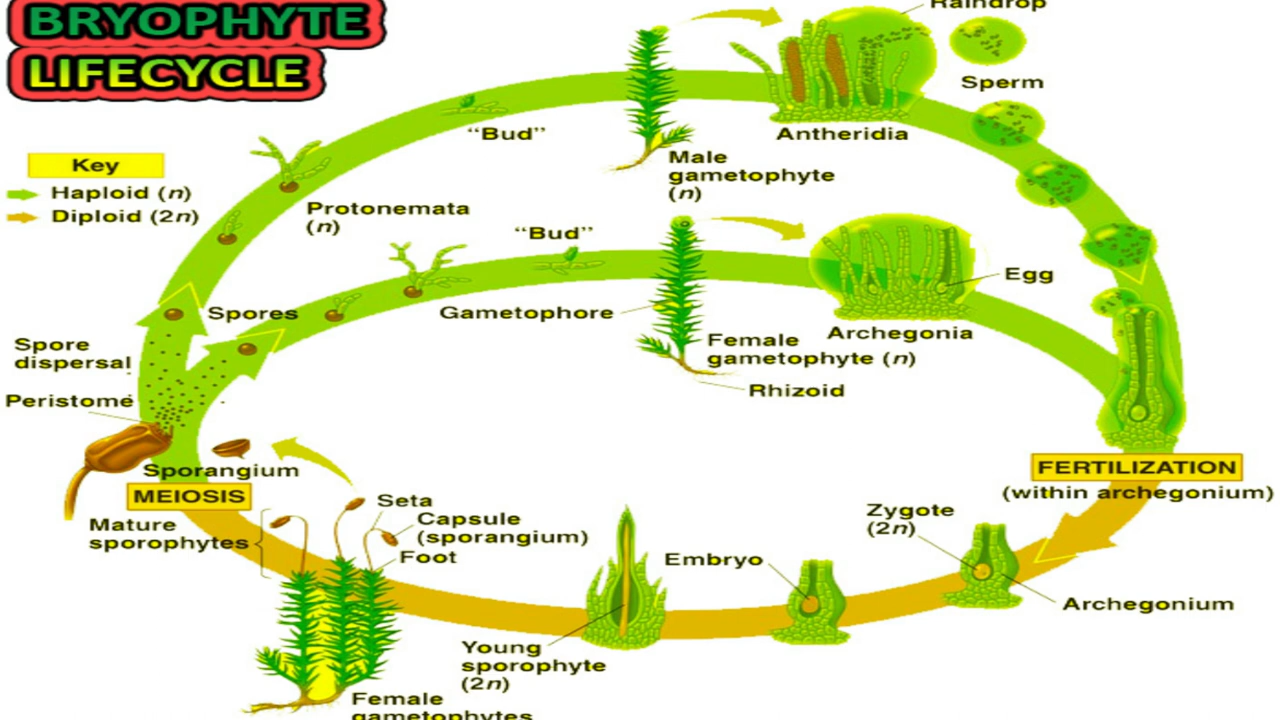 BRYOPHYTE
LIFECYCLE
Raindrop
Sperm
"Bud"
Antheridia
Key
Haploid (n)
Diploid (2n)
Male
gametophyte
(n)
Protonemata
(n)
"Bud"
Egg
Spores
Gametophore
Archegonia
Spore
dispersal
Female
gametophyte (n)
Rhizoid
Peristome
Sporangium
MEIOSIS
FERTILIZATION
(within archegonium)
Seta
Mature
sporophytes
Capsule
(sporangium)
Foot
Zygote
(2n)
Embryo
Archegonium
Young
sporophyte
(2n)
Female
gametophytes